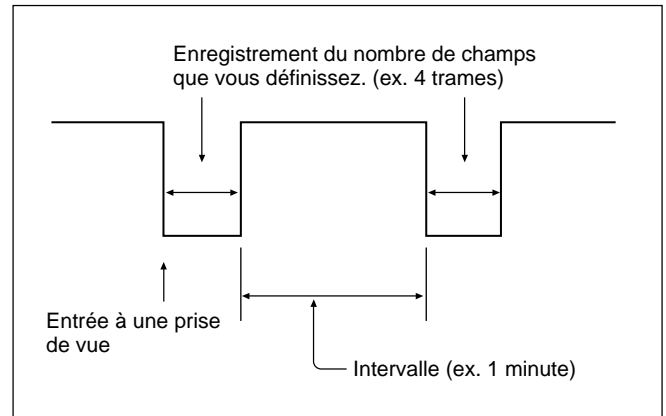 Enregistrement du nombre de champs
que vous définissez. (ex. 4 trames)
Entrée à une prise
de vue
Intervalle (ex. 1 minute)